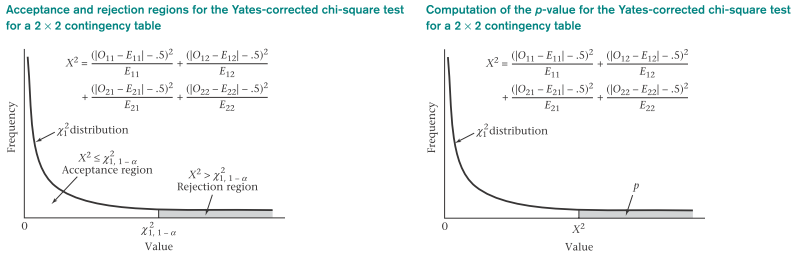 Acceptance and rejection regions for the Yates-corrected chi-square test
for a 2 × 2 contingency table
X² = (|O₁₁ − E₁₁| − .5)²/E₁₁ + (|O₁₂ − E₁₂| − .5)²/E₁₂
+ (|O₂₁ − E₂₁| − .5)²/E₂₁ + (|O₂₂ − E₂₂| − .5)²/E₂₂
Frequency
χ₁² distribution
X² ≤ χ²₁, ₁ − α
Acceptance region
X² > χ²₁, ₁ − α
Rejection region
0
χ²₁, ₁ − α
Value
Computation of the p-value for the Yates-corrected chi-square test
for a 2 × 2 contingency table
X² = (|O₁₁ − E₁₁| − .5)²/E₁₁ + (|O₁₂ − E₁₂| − .5)²/E₁₂
+ (|O₂₁ − E₂₁| − .5)²/E₂₁ + (|O₂₂ − E₂₂| − .5)²/E₂₂
Frequency
χ₁² distribution
p
0
X²
Value